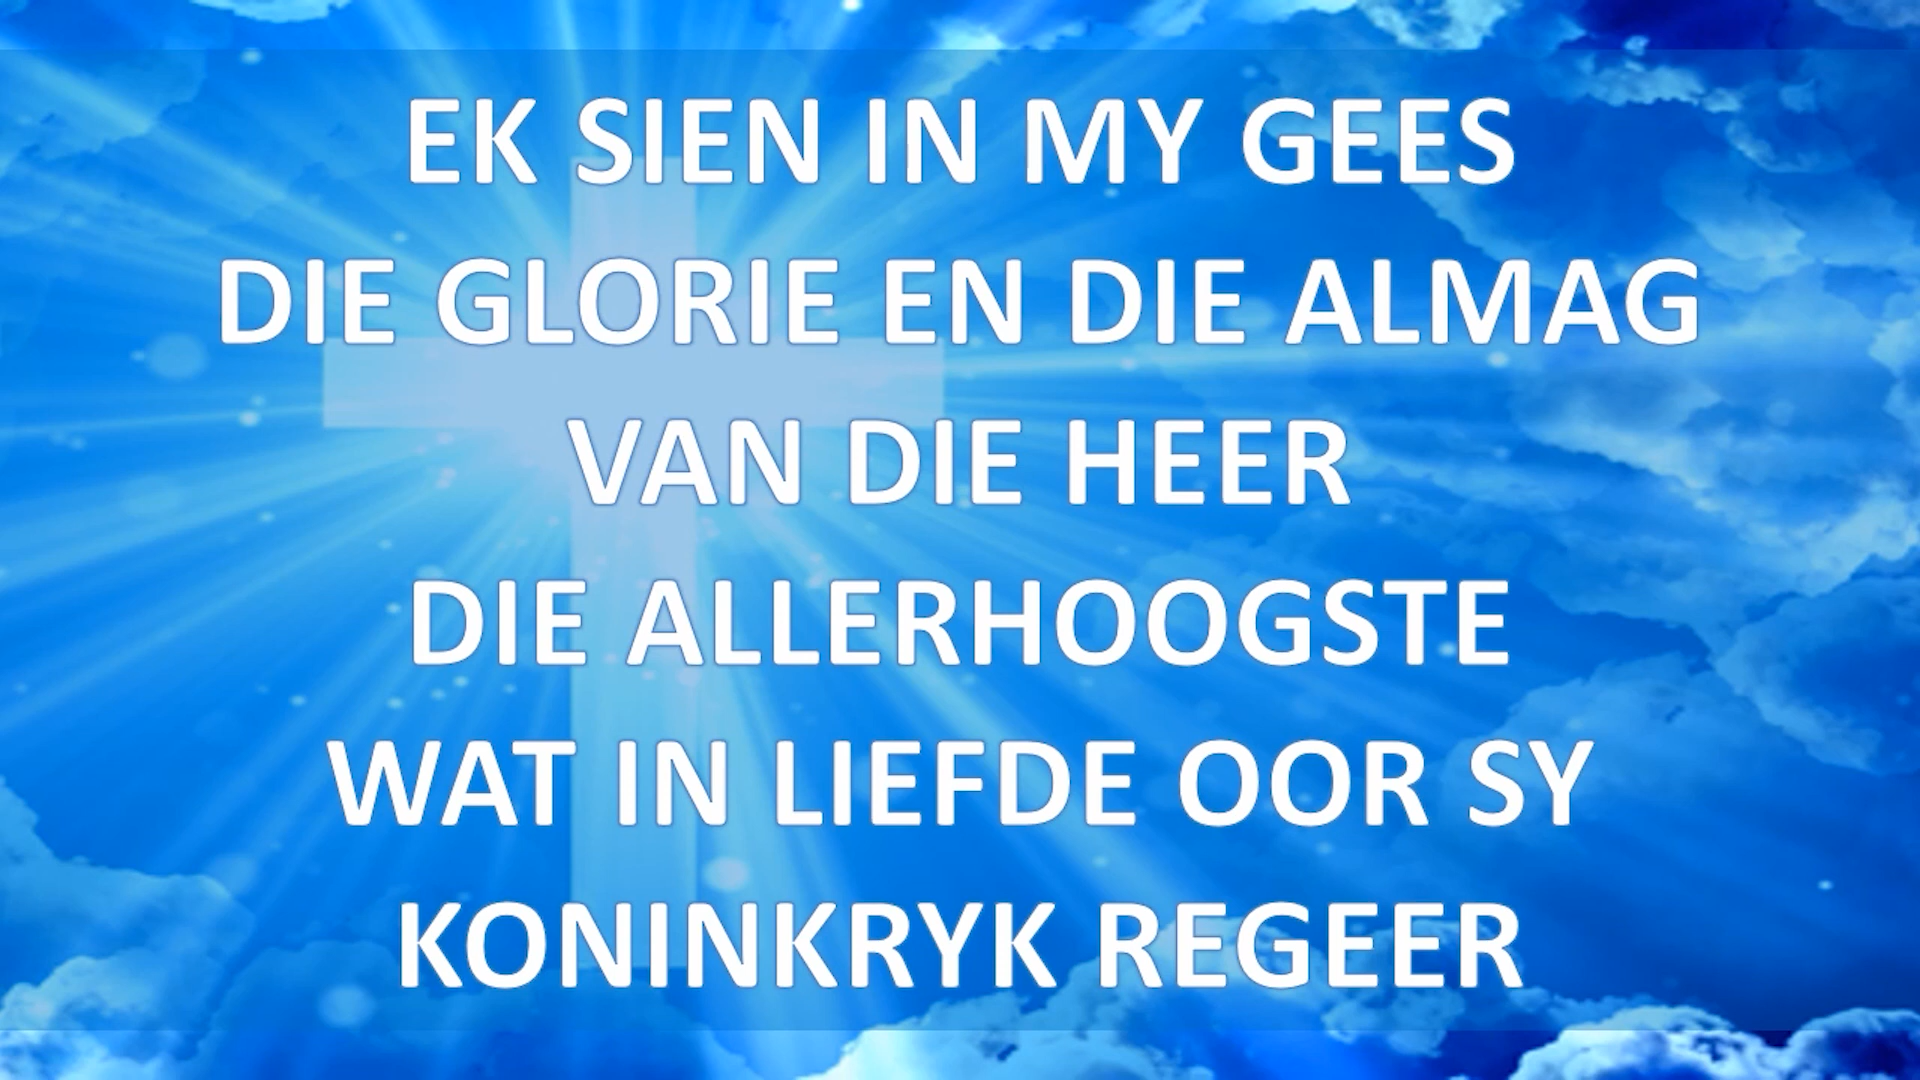 EK SIEN IN MY GEES
DIE GLORIE EN DIE ALMAG
VAN DIE HEER
DIE ALLERHOOGSTE
WAT IN LIEFDE OOR SY
KONINKRYK REGEER